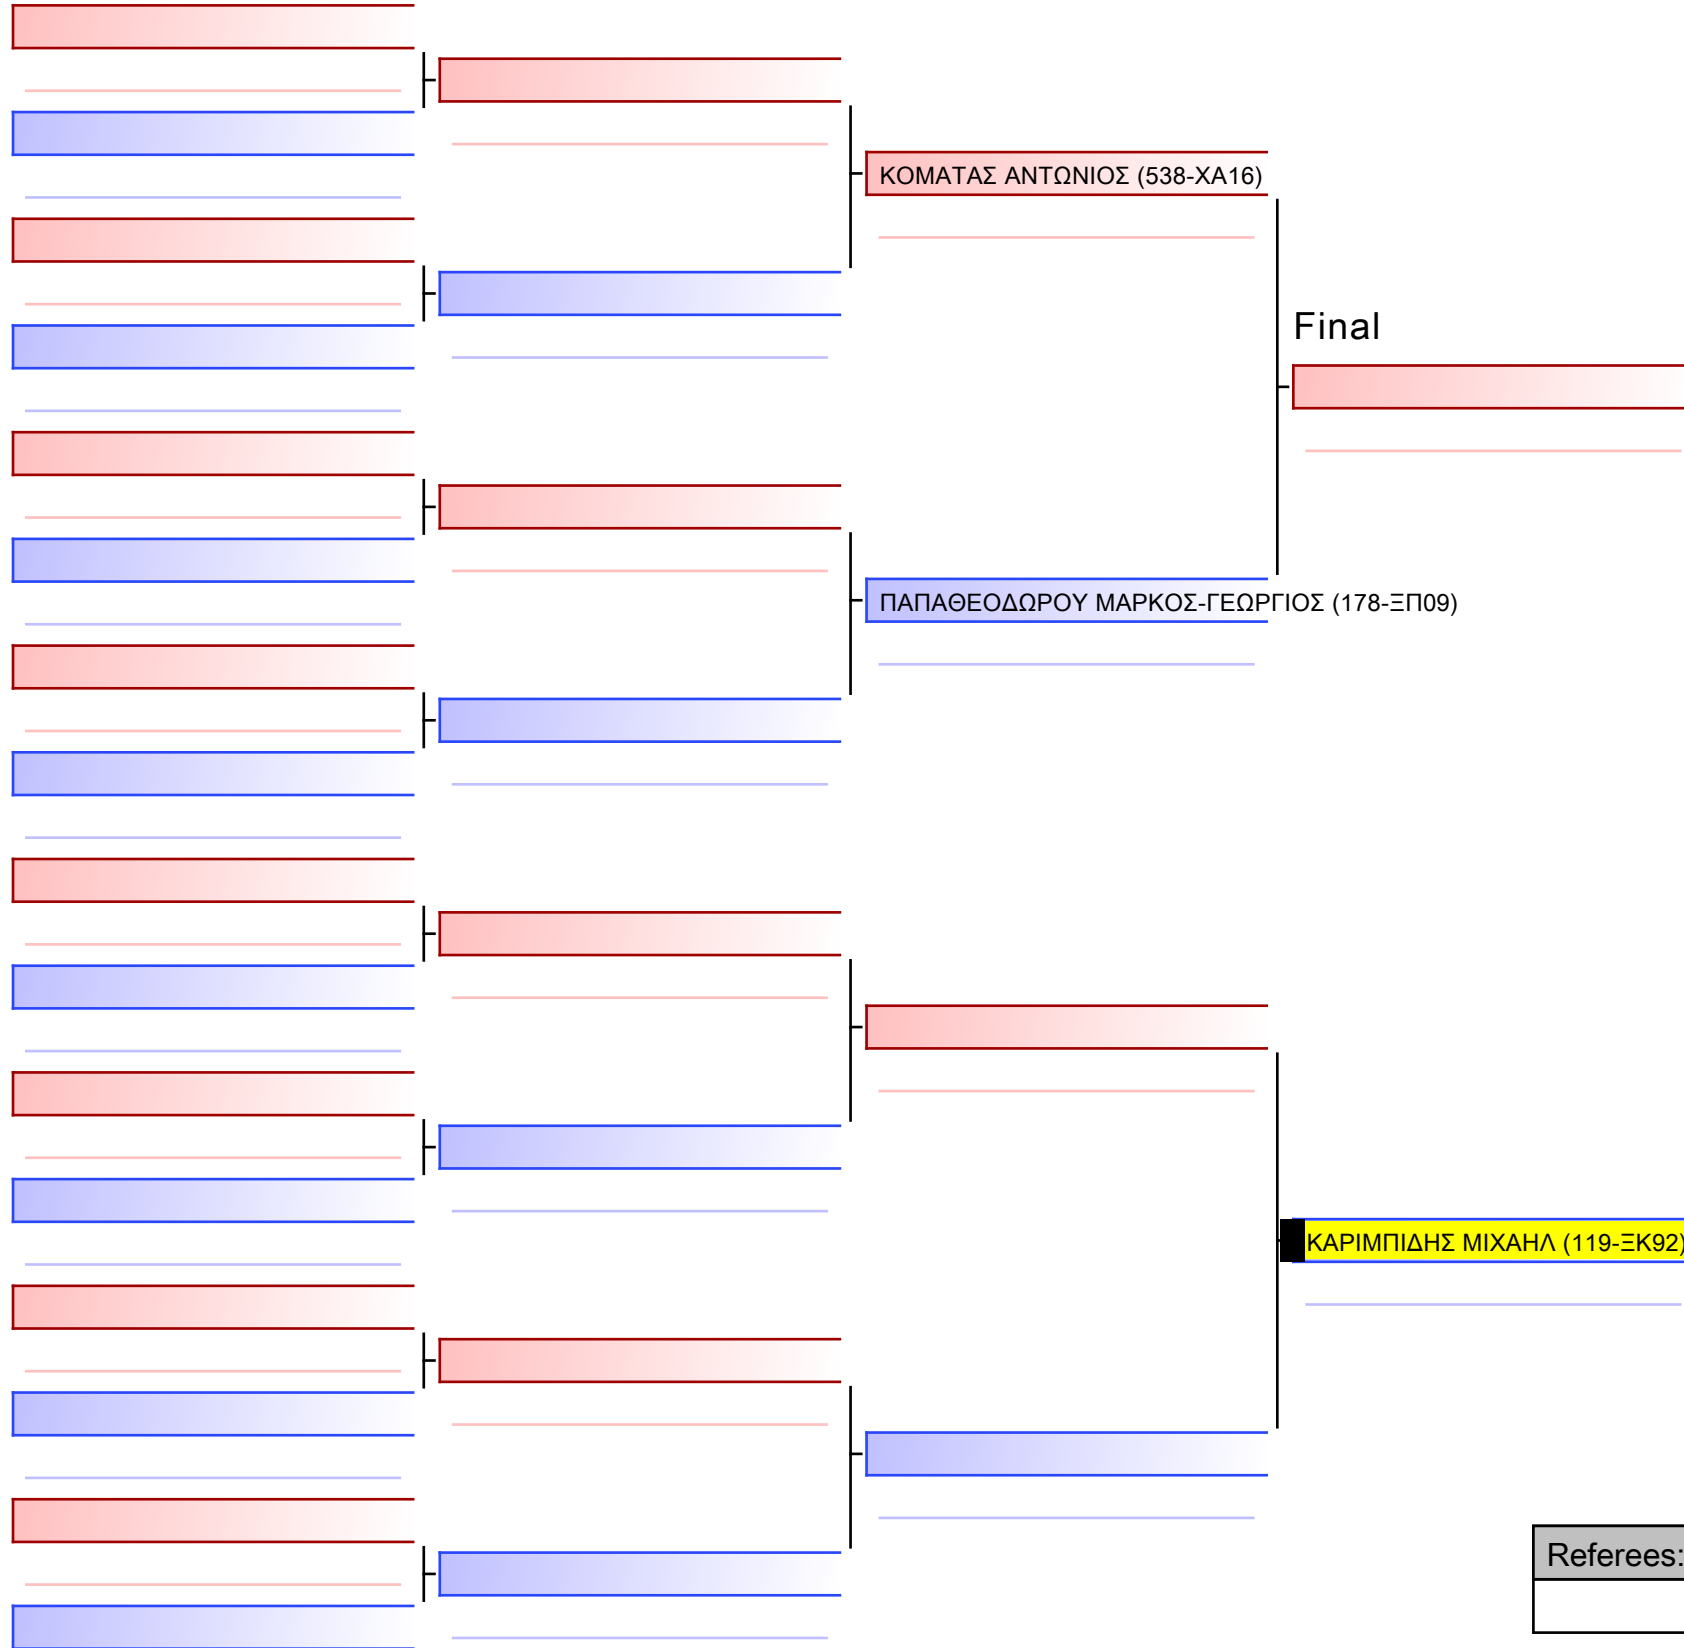 ΚΟΜΑΤΑΣ ΑΝΤΩΝΙΟΣ (538-ΧΑ16)
Final
ΠΑΠΑΘΕΟΔΩΡΟΥ ΜΑΡΚΟΣ-ΓΕΩΡΓΙΟΣ (178-ΞΠ09)
ΚΑΡΙΜΠΙΔΗΣ ΜΙΧΑΗΛ (119-ΞΚ92)
Referees: